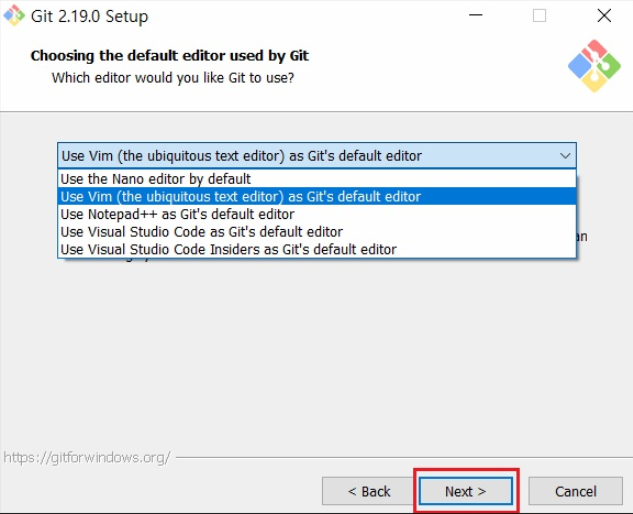 Git 2.19.0 Setup
Choosing the default editor used by Git
Which editor would you like Git to use?
Use Vim (the ubiquitous text editor) as Git's default editor
Use the Nano editor by default
Use Vim (the ubiquitous text editor) as Git's default editor
Use Notepad++ as Git's default editor
Use Visual Studio Code as Git's default editor
Use Visual Studio Code Insiders as Git's default editor
https://gitforwindows.org/
< Back
Next >
Cancel